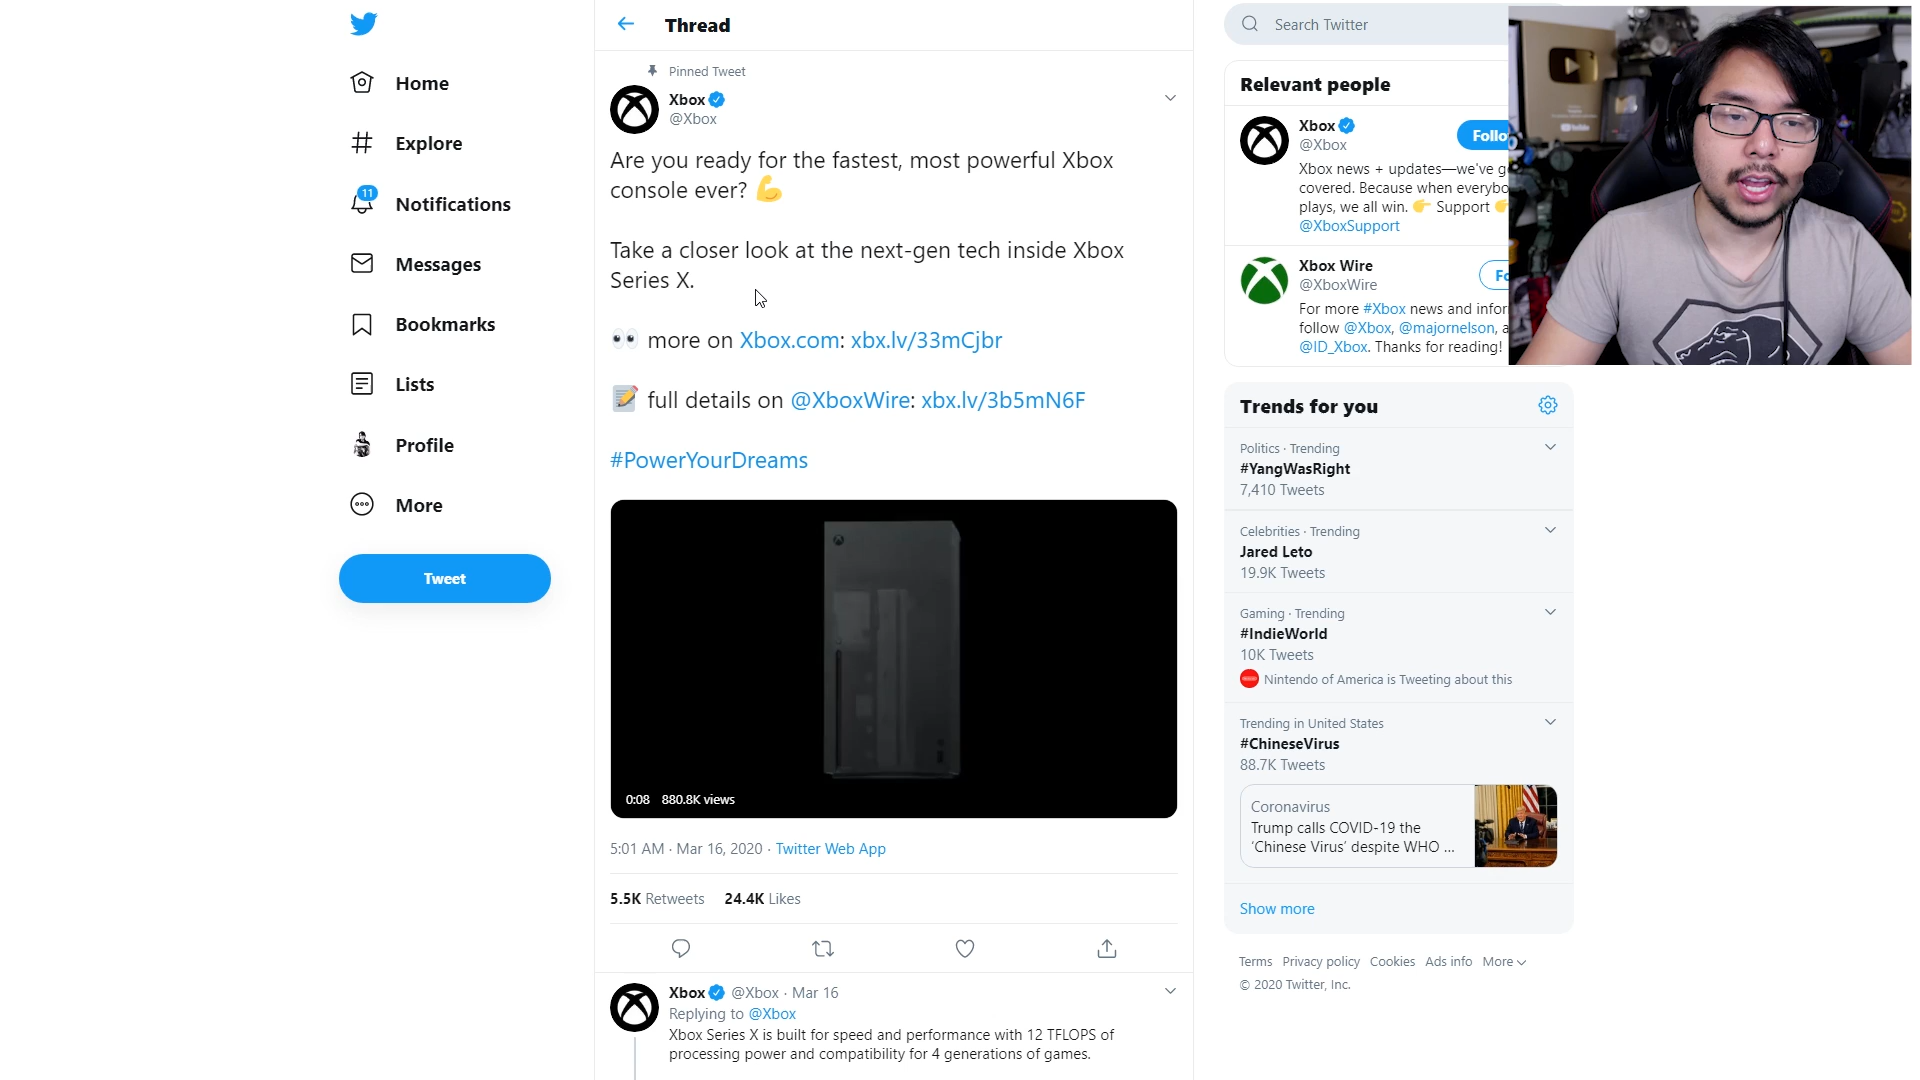 Home
Explore
11
Notifications
Messages
Bookmarks
Lists
Profile
More
Tweet
Thread
Pinned Tweet
Xbox
@Xbox
Are you ready for the fastest, most powerful Xbox
console ever? 💪
Take a closer look at the next-gen tech inside Xbox
Series X.
👀 more on Xbox.com: xbx.lv/33mCjbr
📝 full details on @XboxWire: xbx.lv/3b5mN6F
#PowerYourDreams
0:08 880.8K views
5:01 AM · Mar 16, 2020 · Twitter Web App
5.5K Retweets 24.4K Likes
Xbox @Xbox · Mar 16
Replying to @Xbox
Xbox Series X is built for speed and performance with 12 TFLOPS of
processing power and compatibility for 4 generations of games.
Search Twitter
Relevant people
Xbox
@Xbox
Follo
Xbox news + updates—we've g
covered. Because when everybo
plays, we all win. 👉 Support 👉
@XboxSupport
Xbox Wire
@XboxWire
Fo
For more #Xbox news and infor
follow @Xbox, @majornelson, a
@ID_Xbox. Thanks for reading!
Trends for you
Politics · Trending
#YangWasRight
7,410 Tweets
Celebrities · Trending
Jared Leto
19.9K Tweets
Gaming · Trending
#IndieWorld
10K Tweets
Nintendo of America is Tweeting about this
Trending in United States
#ChineseVirus
88.7K Tweets
Coronavirus
Trump calls COVID-19 the
‘Chinese Virus’ despite WHO ...
Show more
Terms Privacy policy Cookies Ads info More
© 2020 Twitter, Inc.